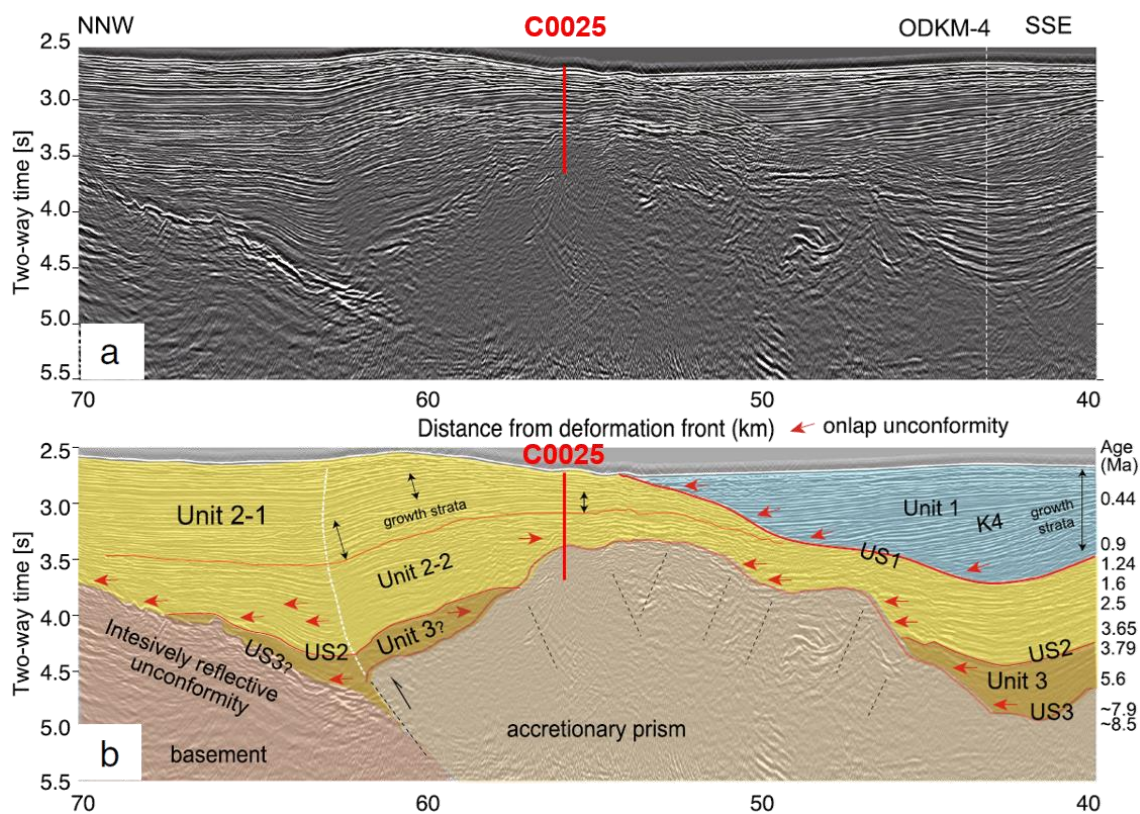 NNW
C0025
ODKM-4
SSE
2.5
3.0
3.5
4.0
4.5
5.0
5.5
Two-way time [s]
a
70
60
50
40
Distance from deformation front (km)
onlap unconformity
C0025
Age
(Ma)
2.5
3.0
3.5
4.0
4.5
5.0
5.5
Two-way time [s]
Unit 2-1
growth strata
Unit 1
K4
growth
strata
0.44
0.9
1.24
1.6
2.5
3.65
3.79
5.6
~7.9
~8.5
US1
Unit 2-2
Unit 3?
US2
US3?
US2
Unit 3
US3
Intesively reflective
unconformity
accretionary prism
basement
b
70
60
50
40